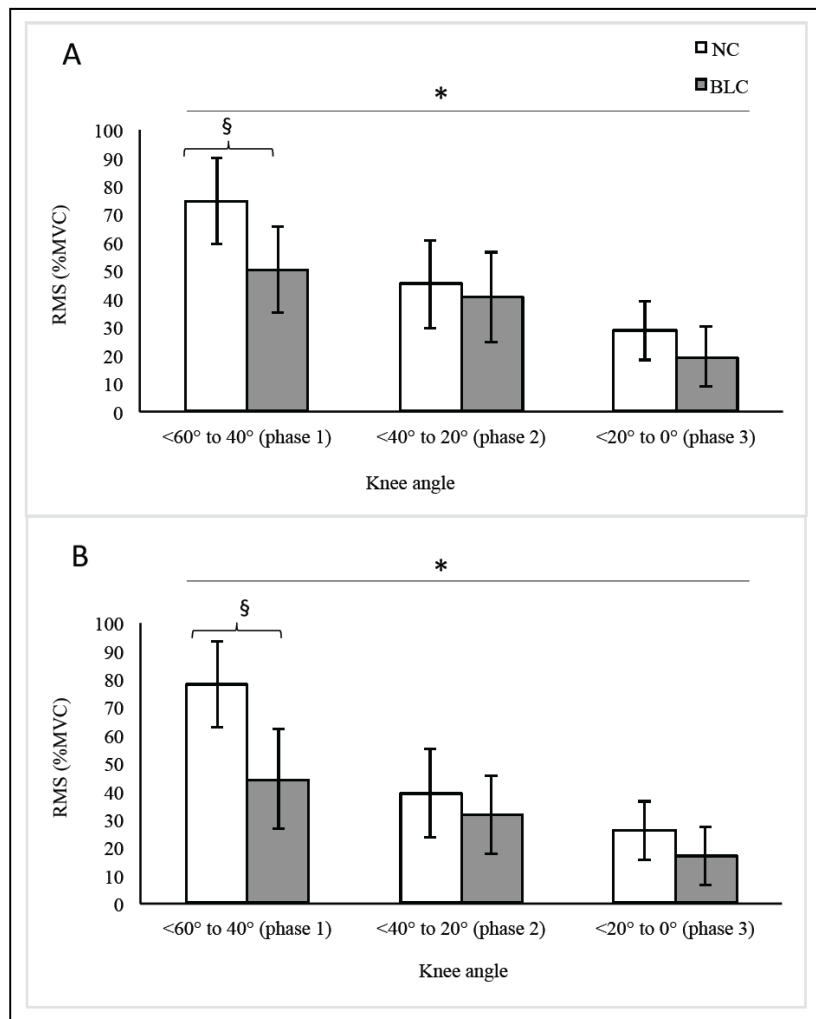 A
NC
BLC
*
§
100
90
80
70
60
50
40
30
20
10
0
RMS (%MVC)
<60° to 40° (phase 1) <40° to 20° (phase 2) <20° to 0° (phase 3)
Knee angle
B
*
§
100
90
80
70
60
50
40
30
20
10
0
RMS (%MVC)
<60° to 40° (phase 1) <40° to 20° (phase 2) <20° to 0° (phase 3)
Knee angle